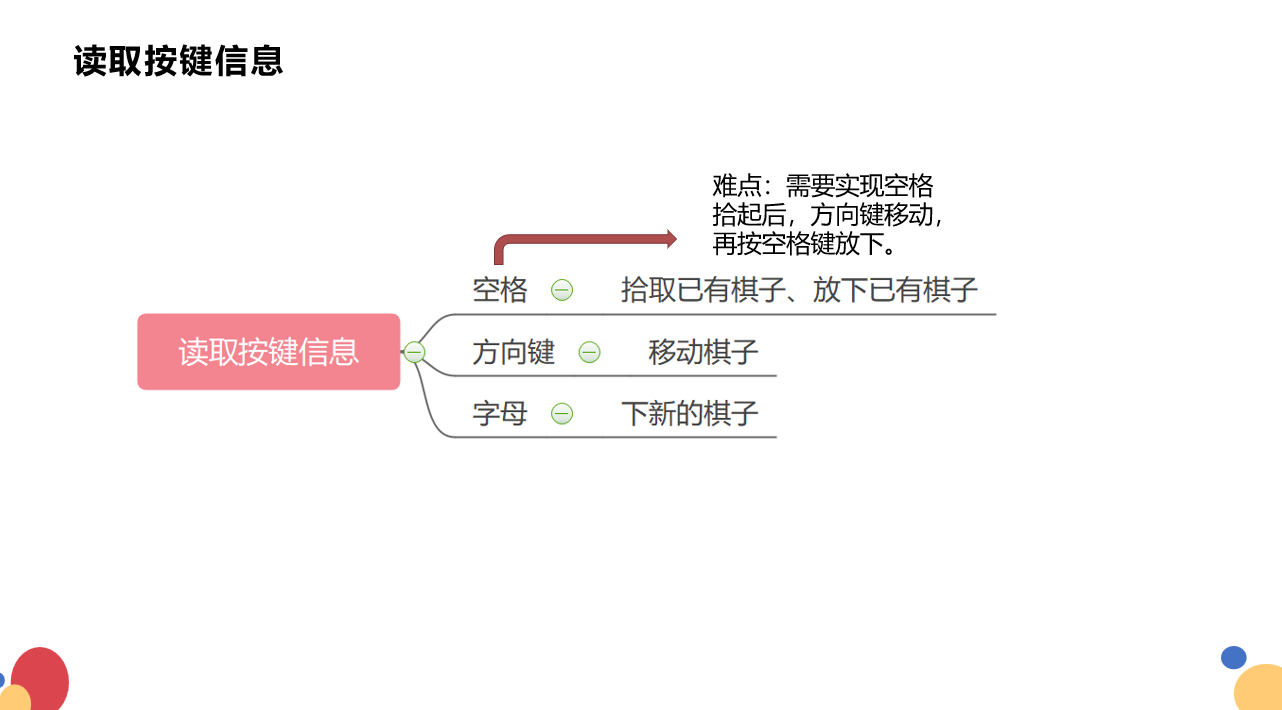 读取按键信息
难点：需要实现空格
拾起后，方向键移动，
再按空格键放下。
空格 拾取已有棋子、放下已有棋子
读取按键信息
方向键 移动棋子
字母 下新的棋子